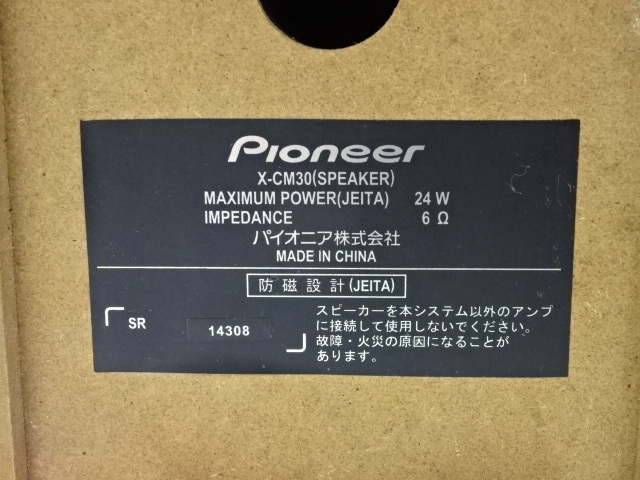 Pioneer
X-CM30(SPEAKER)
MAXIMUM POWER(JEITA) 24 W
IMPEDANCE 6 Ω
パイオニア株式会社
MADE IN CHINA
防磁設計(JEITA)
SR 14308
スピーカーを本システム以外のアンプ
に接続して使用しないでください。
故障・火災の原因になることが
あります。